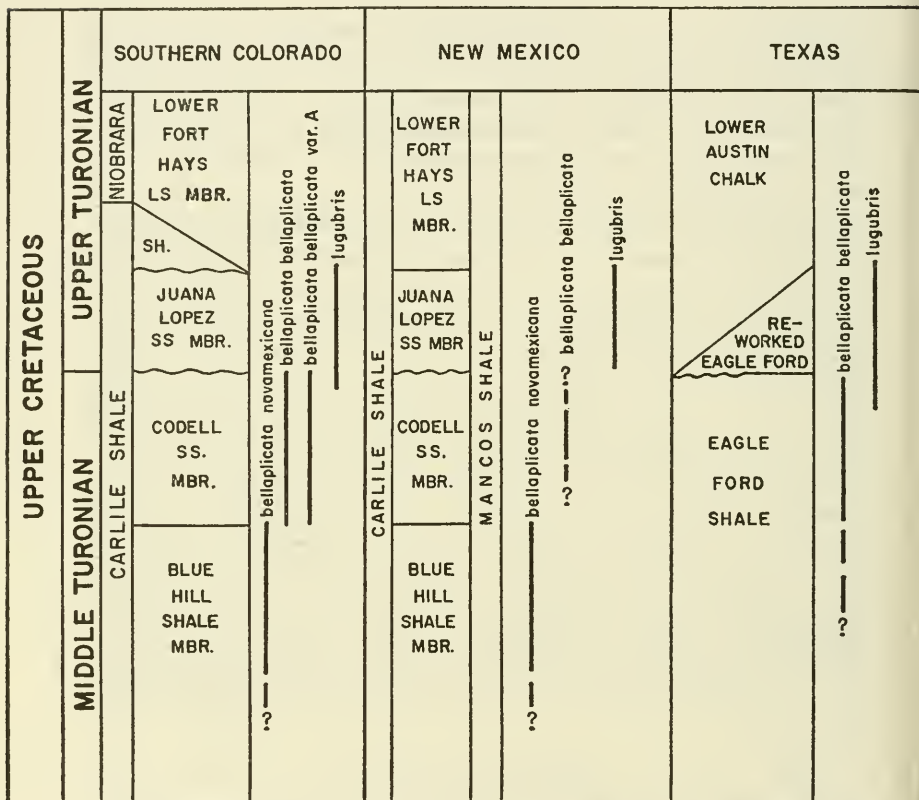 UPPER CRETACEOUS
UPPER TURONIAN
MIDDLE TURONIAN
SOUTHERN COLORADO
NIOBRARA
CARLILE SHALE
LOWER
FORT
HAYS
LS MBR.
SH.
JUANA
LOPEZ
SS MBR.
CODELL
SS.
MBR.
BLUE
HILL
SHALE
MBR.
bellaplicata novamexicana
?
bellaplicata bellaplicata
bellaplicata bellaplicata var. A
lugubris
NEW MEXICO
CARLILE SHALE
LOWER
FORT
HAYS
LS
MBR.
JUANA
LOPEZ
SS MBR
CODELL
SS.
MBR.
BLUE
HILL
SHALE
MBR.
MANCOS SHALE
bellaplicata novamexicana
?
bellaplicata bellaplicata
?
?
lugubris
TEXAS
LOWER
AUSTIN
CHALK
RE-
WORKED
EAGLE FORD
EAGLE
FORD
SHALE
bellaplicata bellaplicata
?
lugubris